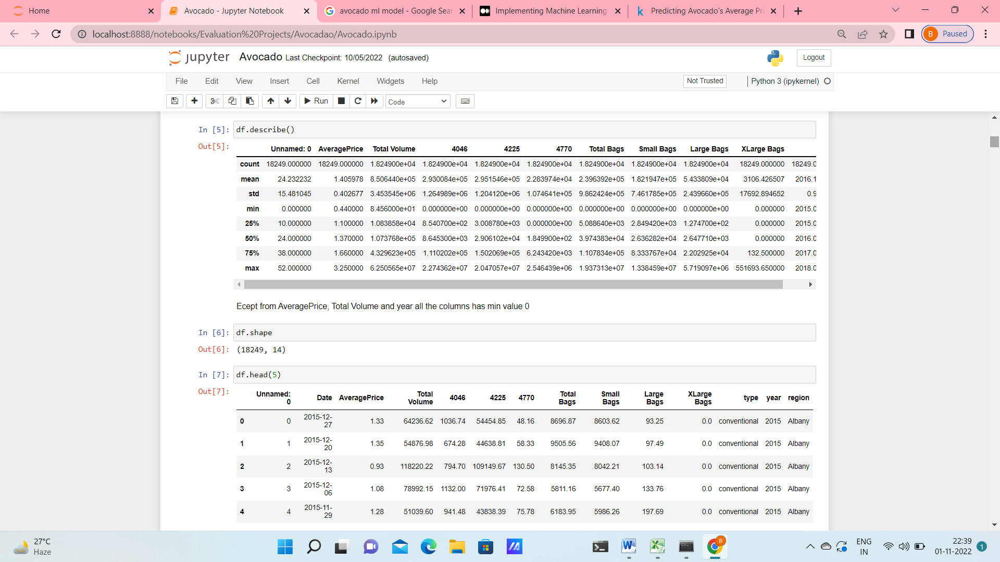 Home
Avocado - Jupyter Notebook
avocado ml model - Google Sear
Implementing Machine Learning
Predicting Avocado's Average Pri
localhost:8888/notebooks/Evaluation%20Projects/Avocadao/Avocado.ipynb
B Paused
jupyter Avocado Last Checkpoint: 10/05/2022 (autosaved)
Logout
File Edit View Insert Cell Kernel Widgets Help
Not Trusted
Python 3 (ipykernel)
Run
Code
In [5]: df.describe()
Out[5]:
Unnamed: 0 AveragePrice Total Volume 4046 4225 4770 Total Bags Small Bags Large Bags XLarge Bags
count 18249.000000 18249.000000 1.824900e+04 1.824900e+04 1.824900e+04 1.824900e+04 1.824900e+04 1.824900e+04 1.824900e+04 18249.000000 18249.0
mean 24.232232 1.405978 8.506440e+05 2.930084e+05 2.951546e+05 2.283974e+04 2.396392e+05 1.821947e+05 5.433809e+04 3106.426507 2016.1
std 15.481045 0.402677 3.453545e+06 1.264989e+06 1.204120e+06 1.074641e+05 9.862424e+05 7.461785e+05 2.439660e+05 17692.894652 0.9
min 0.000000 0.440000 8.456000e+01 0.000000e+00 0.000000e+00 0.000000e+00 0.000000e+00 0.000000e+00 0.000000e+00 0.000000 2015.0
25% 10.000000 1.100000 1.083858e+04 8.540700e+02 3.008780e+03 0.000000e+00 5.088640e+03 2.849420e+03 1.274700e+02 0.000000 2015.0
50% 24.000000 1.370000 1.073768e+05 8.645300e+03 2.906102e+04 1.849900e+02 3.974383e+04 2.636282e+04 2.647710e+03 0.000000 2016.0
75% 38.000000 1.660000 4.329623e+05 1.110202e+05 1.502069e+05 6.243420e+03 1.107834e+05 8.333767e+04 2.202925e+04 132.500000 2017.0
max 52.000000 3.250000 6.250565e+07 2.274362e+07 2.047057e+07 2.546439e+06 1.937313e+07 1.338459e+07 5.719097e+06 551693.650000 2018.0
Ecept from AveragePrice, Total Volume and year all the columns has min value 0
In [6]: df.shape
Out[6]: (18249, 14)
In [7]: df.head(5)
Out[7]:
Unnamed: 0 Date AveragePrice Total Volume 4046 4225 4770 Total Bags Small Bags Large Bags XLarge Bags type year region
0 0 2015-12-27 1.33 64236.62 1036.74 54454.85 48.16 8696.87 8603.62 93.25 0.0 conventional 2015 Albany
1 1 2015-12-20 1.35 54876.98 674.28 44638.81 58.33 9505.56 9408.07 97.49 0.0 conventional 2015 Albany
2 2 2015-12-13 0.93 118220.22 794.70 109149.67 130.50 8145.35 8042.21 103.14 0.0 conventional 2015 Albany
3 3 2015-12-06 1.08 78992.15 1132.00 71976.41 72.58 5811.16 5677.40 133.76 0.0 conventional 2015 Albany
4 4 2015-11-29 1.28 51039.60 941.48 43838.39 75.78 6183.95 5986.26 197.69 0.0 conventional 2015 Albany
27°C
Haze
ENG
IN
22:39
01-11-2022
1